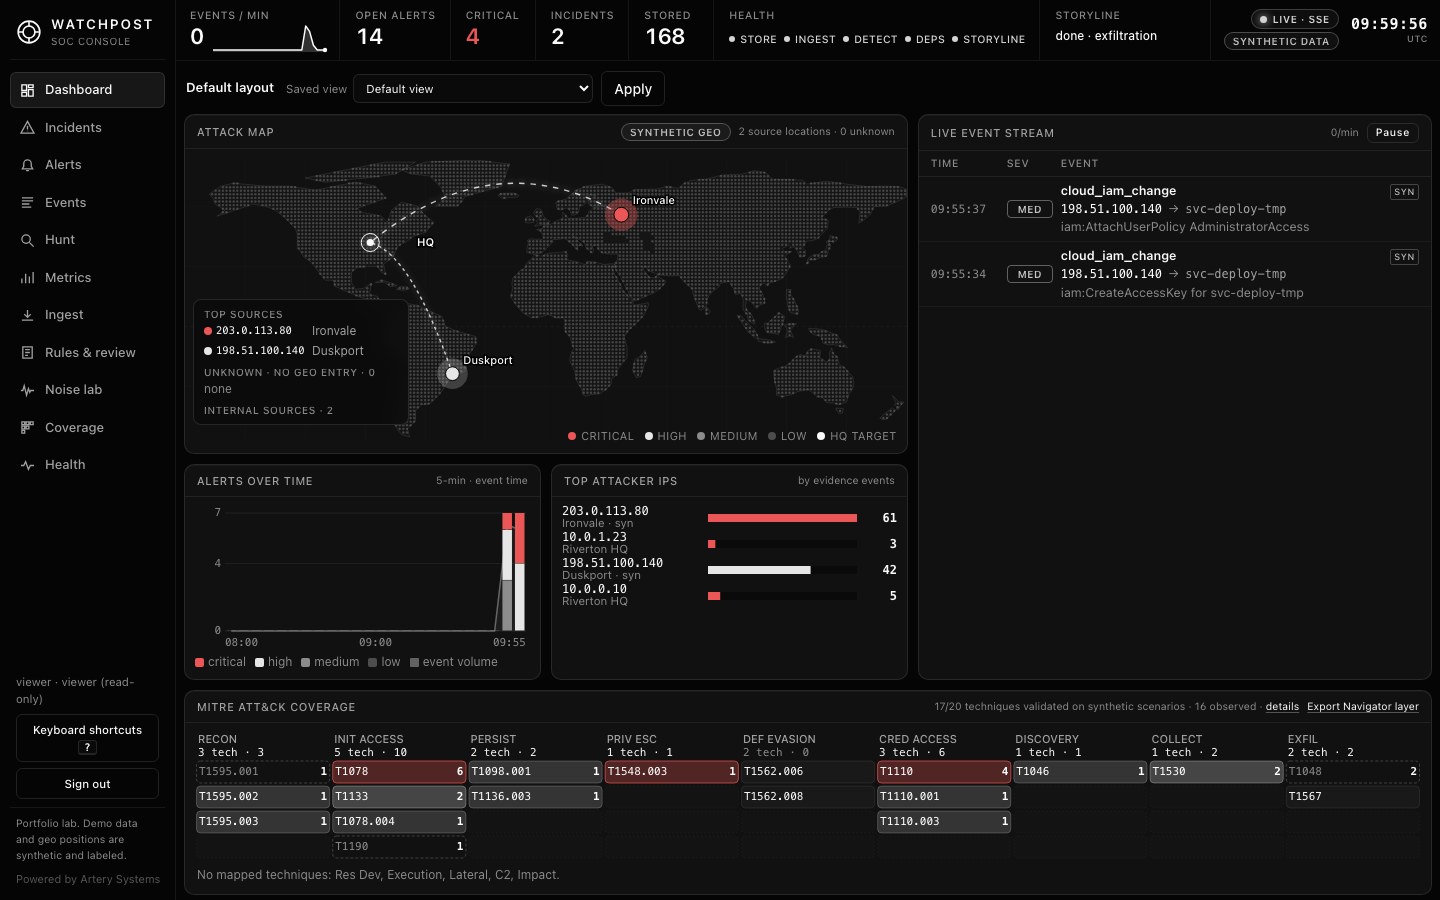 WATCHPOST
SOC CONSOLE
EVENTS / MIN
0
OPEN ALERTS
14
CRITICAL
4
INCIDENTS
2
STORED
168
HEALTH
STORE INGEST DETECT DEPS STORYLINE
STORYLINE
done · exfiltration
LIVE · SSE
SYNTHETIC DATA
09:59:56
UTC
Dashboard
Incidents
Alerts
Events
Hunt
Metrics
Ingest
Rules & review
Noise lab
Coverage
Health
viewer · viewer (read-
only)
Keyboard shortcuts
?
Sign out
Portfolio lab. Demo data
and geo positions are
synthetic and labeled.
Powered by Artery Systems
Default layout Saved view Default view Apply
ATTACK MAP
SYNTHETIC GEO 2 source locations · 0 unknown
Ironvale
HQ
Duskport
TOP SOURCES
203.0.113.80 Ironvale
198.51.100.140 Duskport
UNKNOWN · NO GEO ENTRY · 0
none
INTERNAL SOURCES · 2
CRITICAL HIGH MEDIUM LOW HQ TARGET
LIVE EVENT STREAM
0/min Pause
TIME SEV EVENT
cloud_iam_change SYN
09:55:37 MED 198.51.100.140 → svc-deploy-tmp
iam:AttachUserPolicy AdministratorAccess
cloud_iam_change SYN
09:55:34 MED 198.51.100.140 → svc-deploy-tmp
iam:CreateAccessKey for svc-deploy-tmp
ALERTS OVER TIME
5-min · event time
7
4
0
08:00 09:00 09:55
critical high medium low event volume
TOP ATTACKER IPS
by evidence events
203.0.113.80
Ironvale · syn
61
10.0.1.23
Riverton HQ
3
198.51.100.140
Duskport · syn
42
10.0.0.10
Riverton HQ
5
MITRE ATT&CK COVERAGE
17/20 techniques validated on synthetic scenarios · 16 observed · details Export Navigator layer
RECON INIT ACCESS PERSIST PRIV ESC DEF EVASION CRED ACCESS DISCOVERY COLLECT EXFIL
3 tech · 3 5 tech · 10 2 tech · 2 1 tech · 1 2 tech · 0 3 tech · 6 1 tech · 1 1 tech · 2 2 tech · 2
T1595.001 1 T1078 6 T1098.001 1 T1548.003 1 T1562.006 T1110 4 T1046 1 T1530 2 T1048 2
T1595.002 1 T1133 2 T1136.003 1 T1562.008 T1110.001 1 T1567
T1595.003 1 T1078.004 1 T1110.003 1
T1190 1
No mapped techniques: Res Dev, Execution, Lateral, C2, Impact.